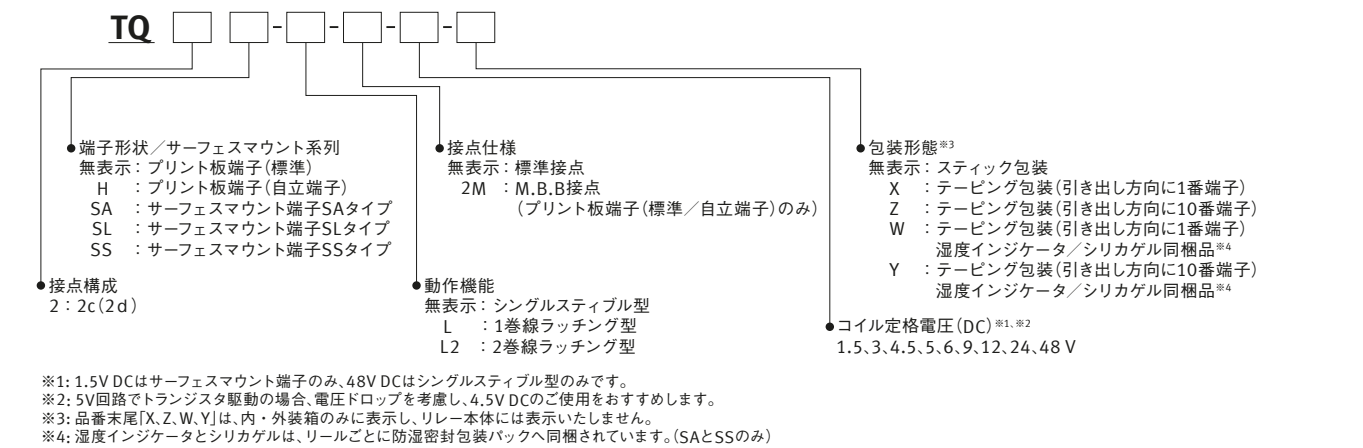 TQ - - - -
●端子形状／サーフェスマウント系列
無表示：プリント板端子（標準）
H ：プリント板端子（自立端子）
SA ：サーフェスマウント端子SAタイプ
SL ：サーフェスマウント端子SLタイプ
SS ：サーフェスマウント端子SSタイプ
●接点構成
2：2c（2d）
●接点仕様
無表示：標準接点
2M ：M.B.B接点
（プリント板端子（標準／自立端子）のみ）
●動作機能
無表示：シングルスティブル型
L ：1巻線ラッチング型
L2 ：2巻線ラッチング型
●包装形態※3
無表示：スティック包装
X ：テーピング包装（引き出し方向に1番端子）
Z ：テーピング包装（引き出し方向に10番端子）
W ：テーピング包装（引き出し方向に1番端子）
湿度インジケータ／シリカゲル同梱品※4
Y ：テーピング包装（引き出し方向に10番端子）
湿度インジケータ／シリカゲル同梱品※4
●コイル定格電圧（DC）※1、※2
1.5、3、4.5、5、6、9、12、24、48 V
※1: 1.5V DCはサーフェスマウント端子のみ、48V DCはシングルスティブル型のみです。
※2: 5V回路でトランジスタ駆動の場合、電圧ドロップを考慮し、4.5V DCのご使用をおすすめします。
※3: 品番末尾「X、Z、W、Y」は、内・外装箱のみに表示し、リレー本体には表示いたしません。
※4: 湿度インジケータとシリカゲルは、リールごとに防湿密封包装パックへ同梱されています。（SAとSSのみ）